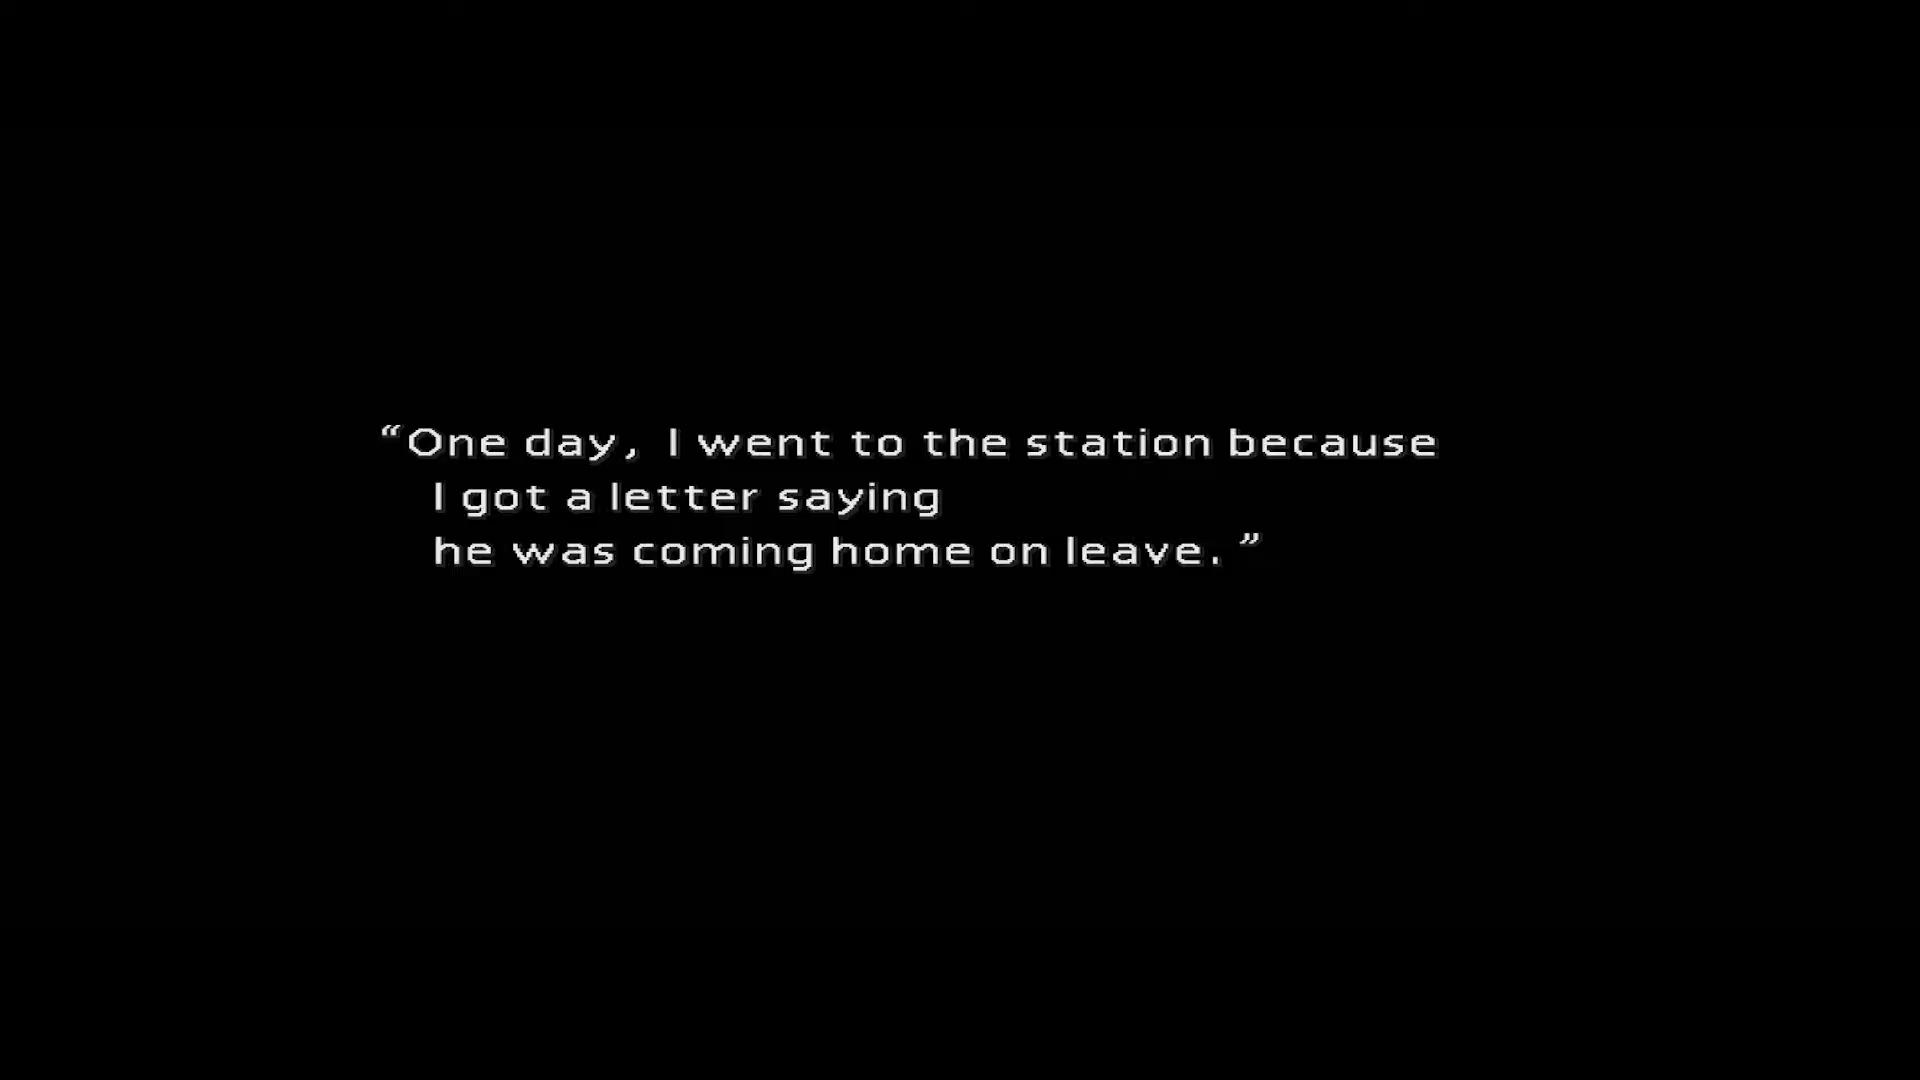 “One day, I went to the station because
I got a letter saying
he was coming home on leave.”